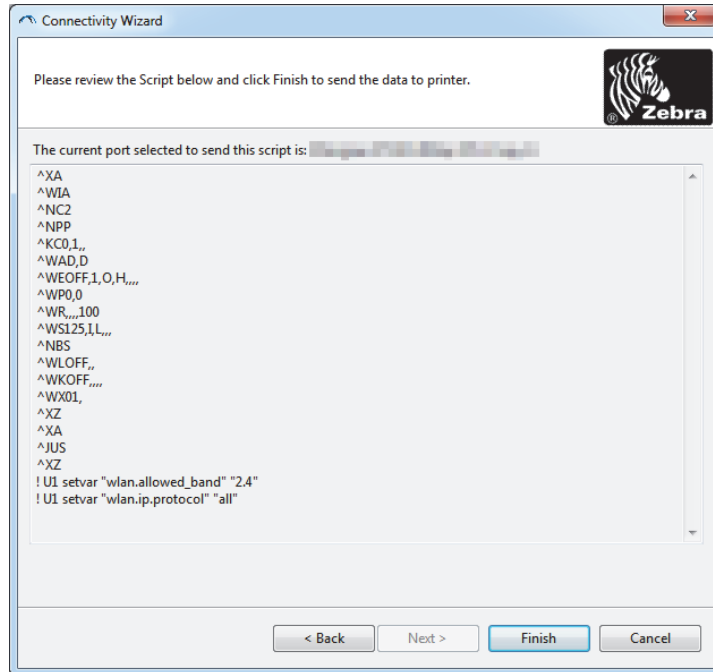 Connectivity Wizard
Please review the Script below and click Finish to send the data to printer.
® Zebra
The current port selected to send this script is:
^XA
^WIA
^NC2
^NPP
^KC0,1,,
^WAD,D
^WEOFF,1,O,H,,,,
^WP0,0
^WR,,,,100
^WS125,I,L,,,
^NBS
^WLOFF,,
^WKOFF,,,,
^WX01,
^XZ
^XA
^JUS
^XZ
! U1 setvar "wlan.allowed_band" "2.4"
! U1 setvar "wlan.ip.protocol" "all"
< Back
Next >
Finish
Cancel